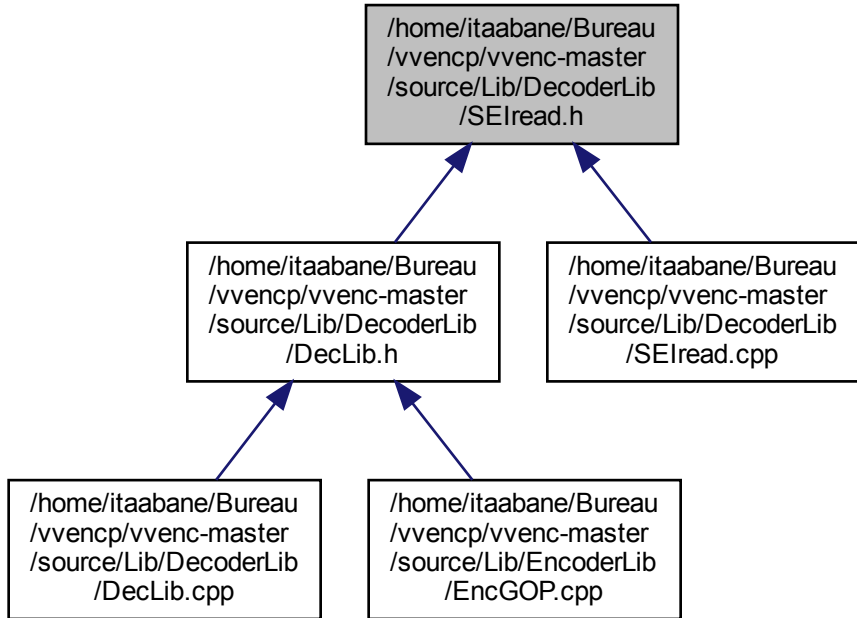 /home/itaabane/Bureau
/vvencp/vvenc-master
/source/Lib/DecoderLib
/SEIread.h
/home/itaabane/Bureau
/vvencp/vvenc-master
/source/Lib/DecoderLib
/DecLib.h
/home/itaabane/Bureau
/vvencp/vvenc-master
/source/Lib/DecoderLib
/SEIread.cpp
/home/itaabane/Bureau
/vvencp/vvenc-master
/source/Lib/DecoderLib
/DecLib.cpp
/home/itaabane/Bureau
/vvencp/vvenc-master
/source/Lib/EncoderLib
/EncGOP.cpp